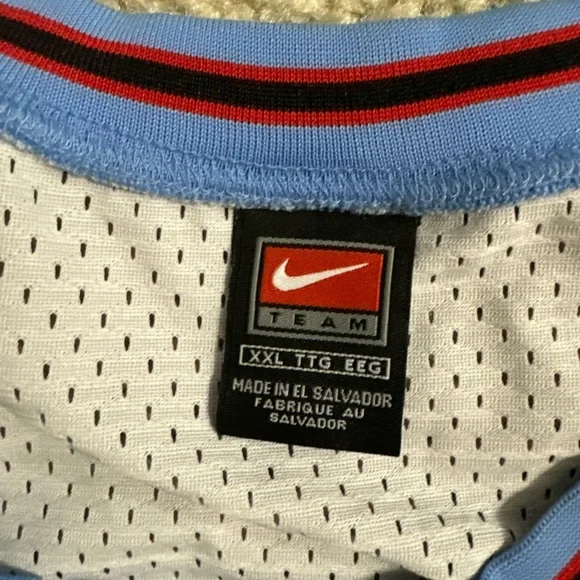 TEAM
XXL TTG EEG
MADE IN EL SALVADOR
FABRIQUE AU
SALVADOR